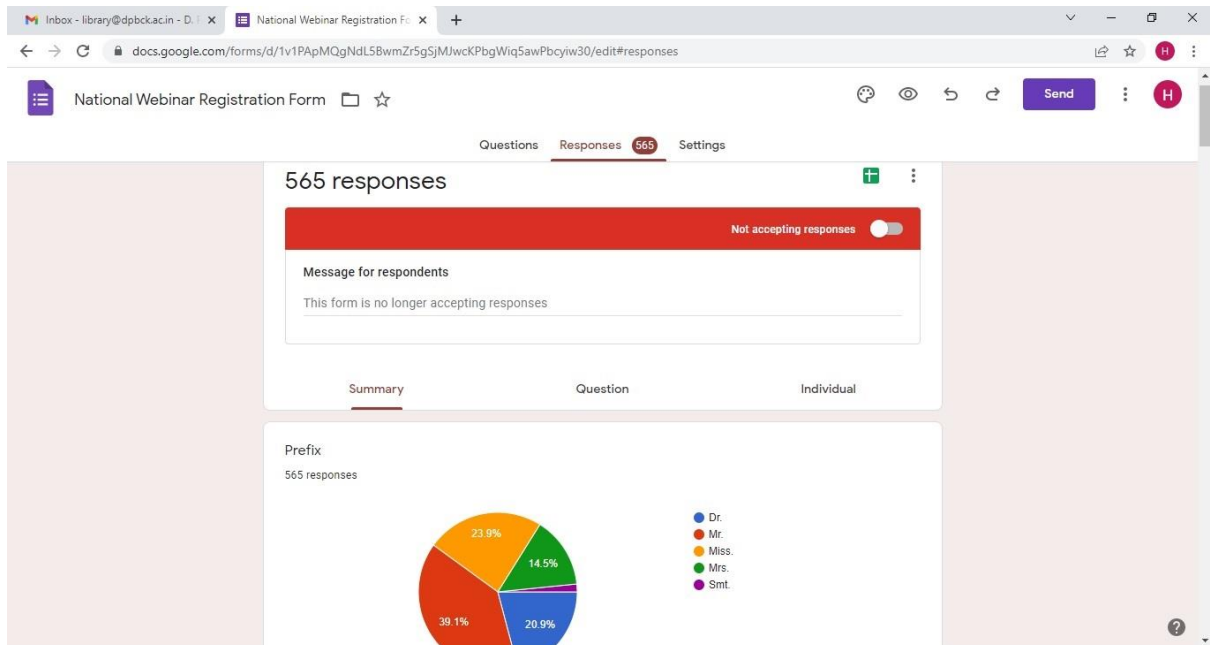 Inbox - library@dpbck.ac.in - D.
National Webinar Registration Fo
docs.google.com/forms/d/1v1PApMQgNdL5BwmZr5gSjMJwcKPbgWiq5awPbcyiw30/edit#responses
H
National Webinar Registration Form
Send
H
Questions Responses 565 Settings
565 responses
Not accepting responses
Message for respondents
This form is no longer accepting responses
Summary Question Individual
Prefix
565 responses
Dr.
Mr.
Miss.
Mrs.
Smt.
23.9%
14.5%
39.1%
20.9%